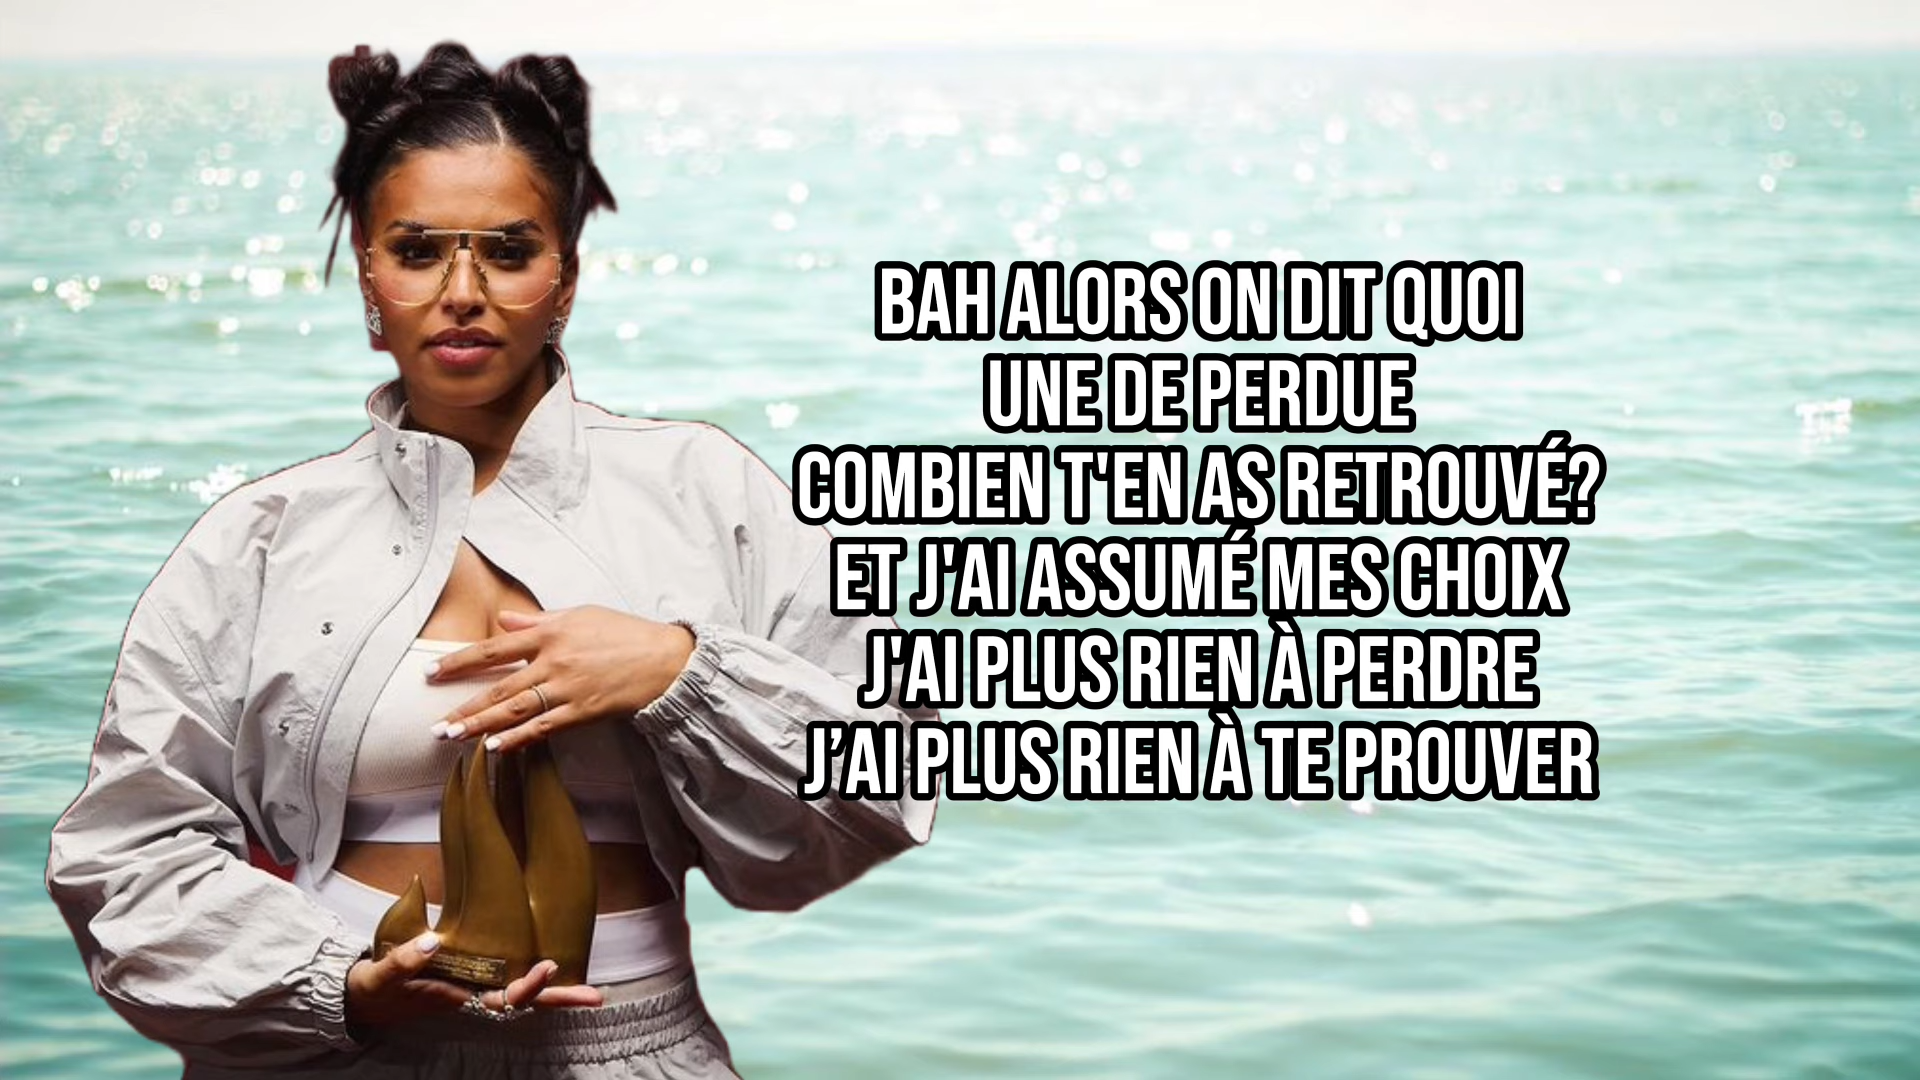 BAH ALORS ON DIT QUOI
UNE DE PERDUE
COMBIEN T'EN AS RETROUVÉ?
ET J'AI ASSUMÉ MES CHOIX
J'AI PLUS RIEN À PERDRE
J’AI PLUS RIEN À TE PROUVER